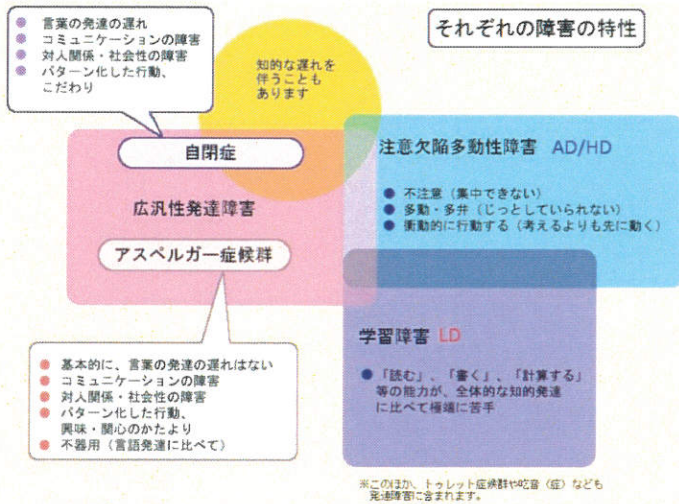 それぞれの障害の特性
言葉の発達の遅れ
コミュニケーションの障害
対人関係・社会性の障害
パターン化した行動、
こだわり
知的な遅れを
伴うことも
あります
自閉症
広汎性発達障害
アスペルガー症候群
注意欠陥多動性障害 AD/HD
不注意(集中できない)
多動・多弁(じっとしていられない)
衝動的に行動する(考えるよりも先に動く)
学習障害 LD
「読む」、「書く」、「計算する」
等の能力が、全体的な知的発達
に比べて極端に苦手
基本的に、言葉の発達の遅れはない
コミュニケーションの障害
対人関係・社会性の障害
パターン化した行動、
興味・関心のかたより
不器用(言語発達に比べて)
※このほか、トゥレット症候群や吃音(症)なども
発達障害に含まれます。